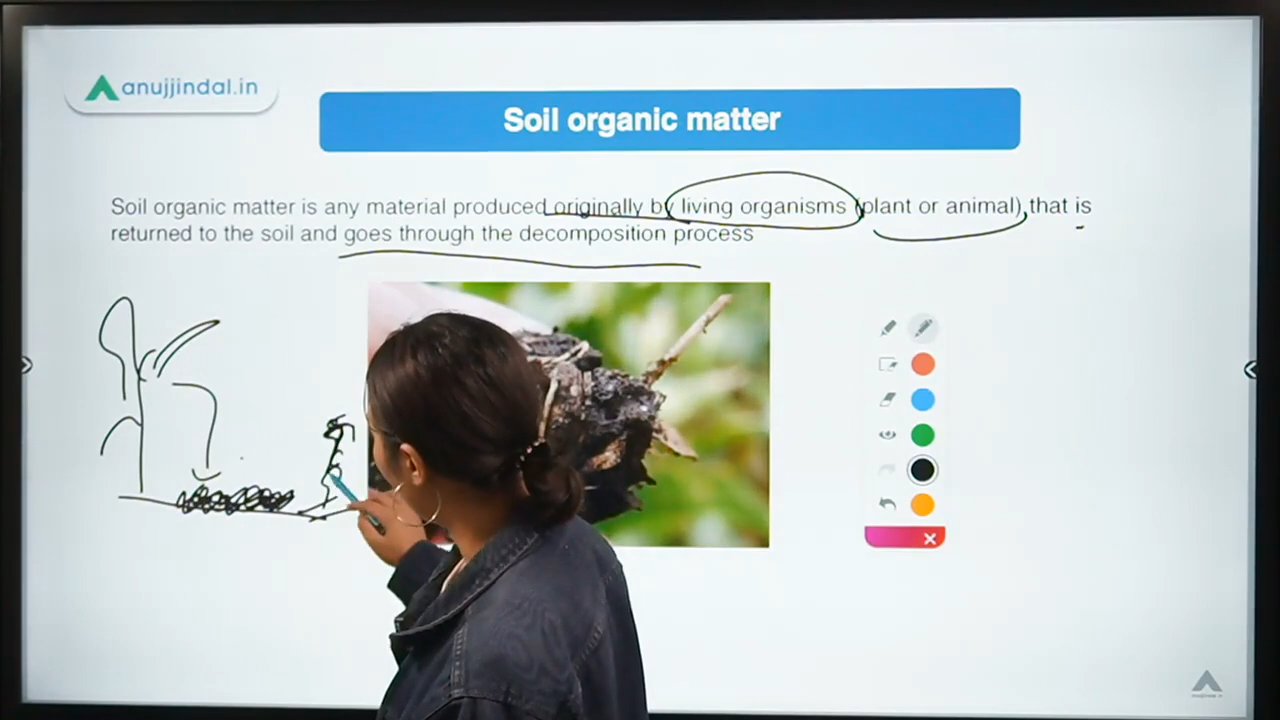 anujjindal.in
Soil organic matter
Soil organic matter is any material produced originally by living organisms (plant or animal) that is
returned to the soil and goes through the decomposition process